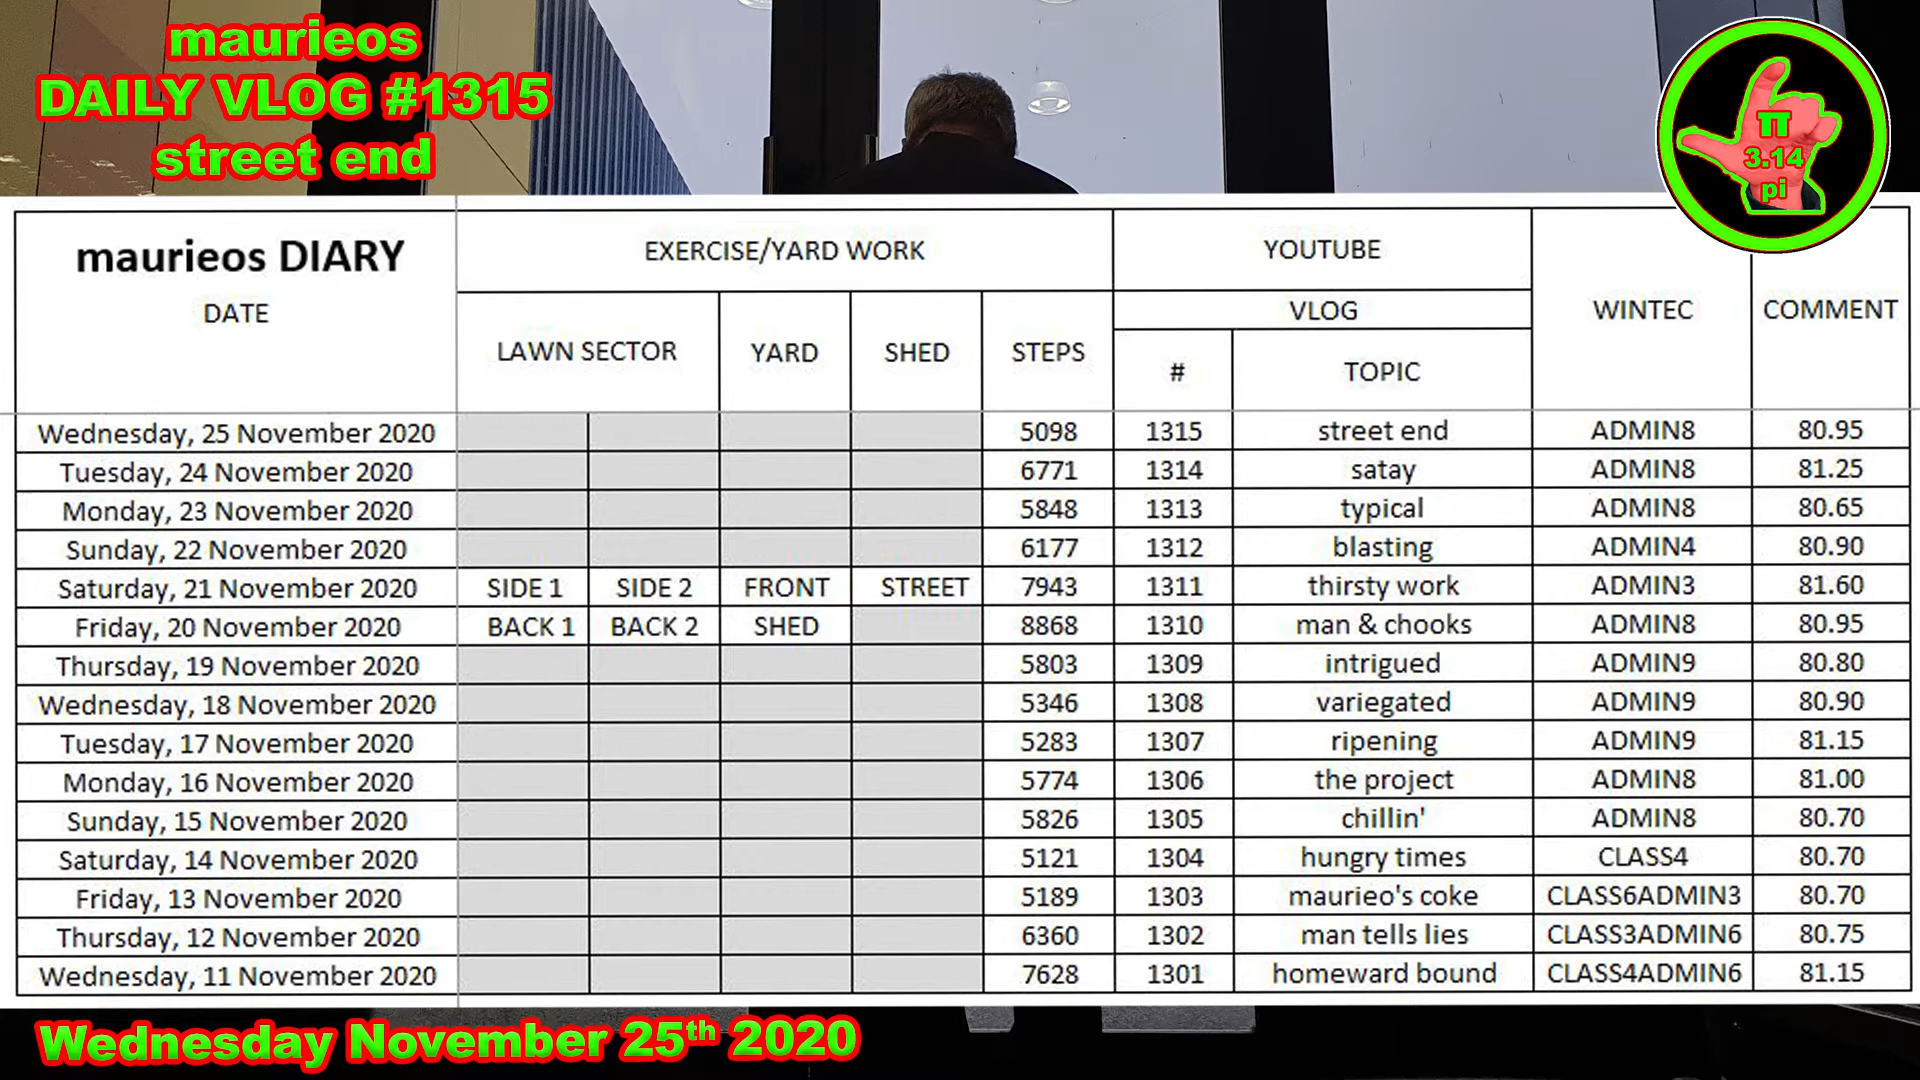 maurieos
DAILY VLOG #1315
street end
π
3.14
pi
maurieos DIARY
DATE
EXERCISE/YARD WORK
YOUTUBE
WINTEC
COMMENT
LAWN SECTOR
YARD
SHED
STEPS
VLOG
#
TOPIC
Wednesday, 25 November 2020 5098 1315 street end ADMIN8 80.95
Tuesday, 24 November 2020 6771 1314 satay ADMIN8 81.25
Monday, 23 November 2020 5848 1313 typical ADMIN8 80.65
Sunday, 22 November 2020 6177 1312 blasting ADMIN4 80.90
Saturday, 21 November 2020 SIDE 1 SIDE 2 FRONT STREET 7943 1311 thirsty work ADMIN3 81.60
Friday, 20 November 2020 BACK 1 BACK 2 SHED 8868 1310 man & chooks ADMIN8 80.95
Thursday, 19 November 2020 5803 1309 intrigued ADMIN9 80.80
Wednesday, 18 November 2020 5346 1308 variegated ADMIN9 80.90
Tuesday, 17 November 2020 5283 1307 ripening ADMIN9 81.15
Monday, 16 November 2020 5774 1306 the project ADMIN8 81.00
Sunday, 15 November 2020 5826 1305 chillin' ADMIN8 80.70
Saturday, 14 November 2020 5121 1304 hungry times CLASS4 80.70
Friday, 13 November 2020 5189 1303 maurieo's coke CLASS6ADMIN3 80.70
Thursday, 12 November 2020 6360 1302 man tells lies CLASS3ADMIN6 80.75
Wednesday, 11 November 2020 7628 1301 homeward bound CLASS4ADMIN6 81.15
Wednesday November 25th 2020